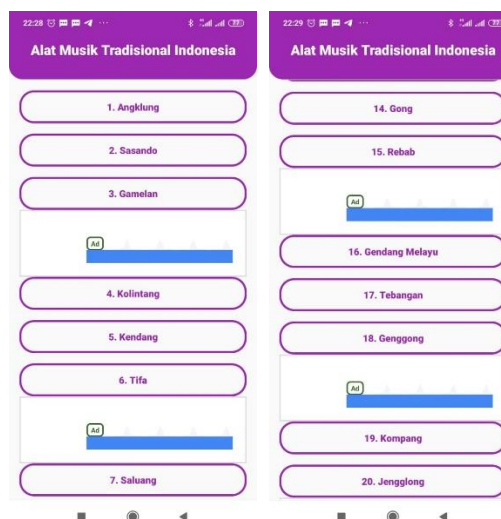 22:28
Alat Musik Tradisional Indonesia
1. Angklung
2. Sasando
3. Gamelan
Ad
4. Kolintang
5. Kendang
6. Tifa
Ad
7. Saluang
22:29
Alat Musik Tradisional Indonesia
14. Gong
15. Rebab
Ad
16. Gendang Melayu
17. Tebangan
18. Genggong
Ad
19. Kompang
20. Jengglong